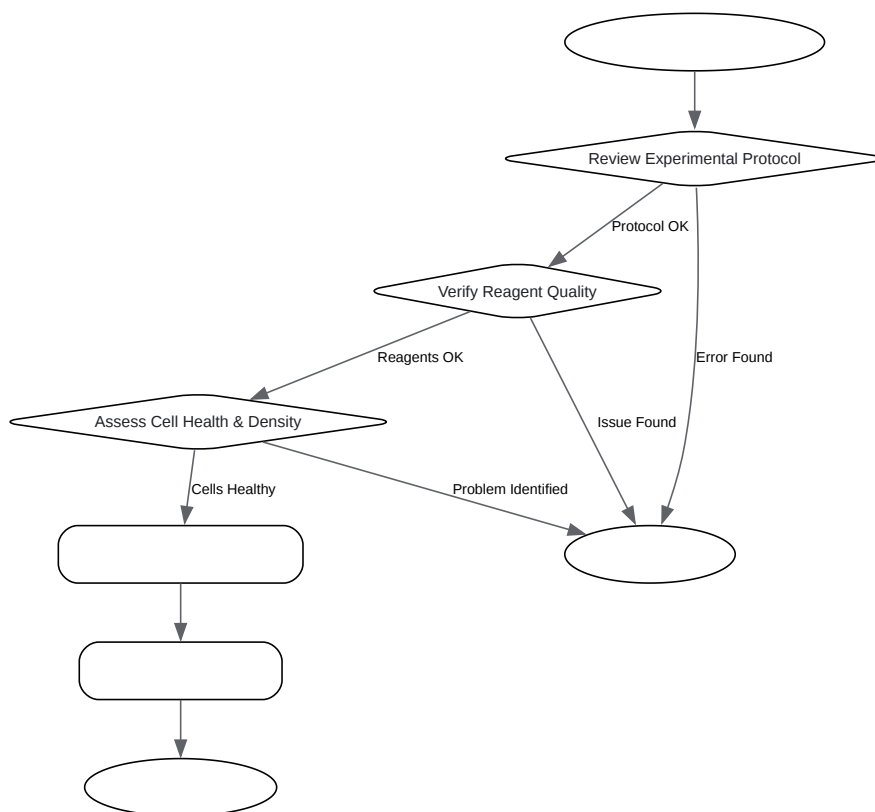 Review Experimental Protocol
Protocol OK
Verify Reagent Quality
Reagents OK
Error Found
Assess Cell Health & Density
Issue Found
Cells Healthy
Problem Identified